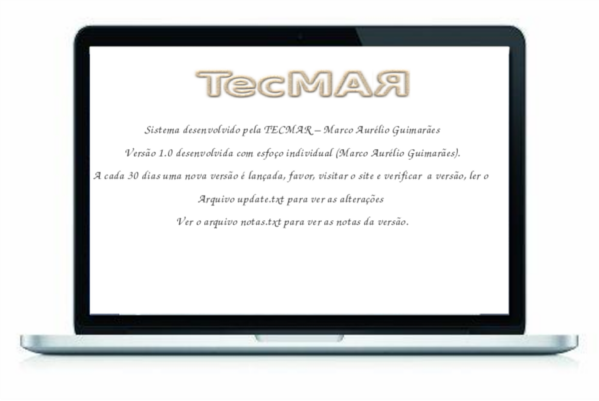 TecMAЯ
Sistema desenvolvido pela TECMAR – Marco Aurélio Guimarães
Versão 1.0 desenvolvida com esfoço individual (Marco Aurélio Guimarães).
A cada 30 dias uma nova versão é lançada, favor, visitar o site e verificar a versão, ler o
Arquivo update.txt para ver as alterações
Ver o arquivo notas.txt para ver as notas da versão.